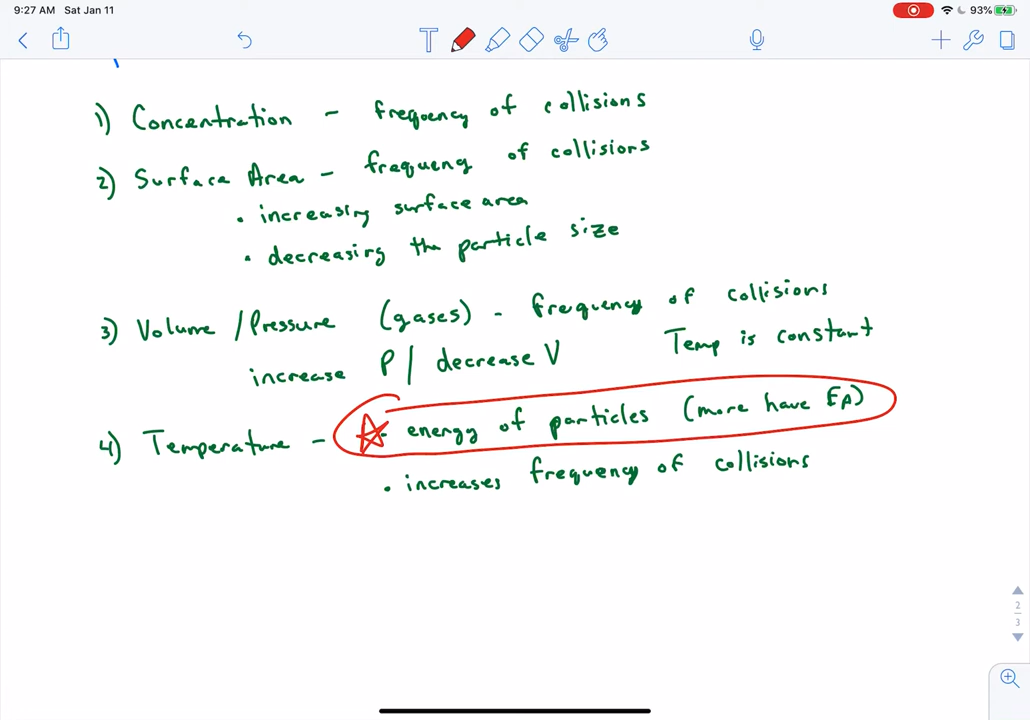 9:27 AM Sat Jan 11
93%
1) Concentration - frequency of collisions
2) Surface Area - frequency of collisions
• increasing surface area
• decreasing the particle size
3) Volume / Pressure (gases) - frequency of collisions
increase P / decrease V Temp is constant
4) Temperature - energy of particles (more have EA)
• increases frequency of collisions
2
3